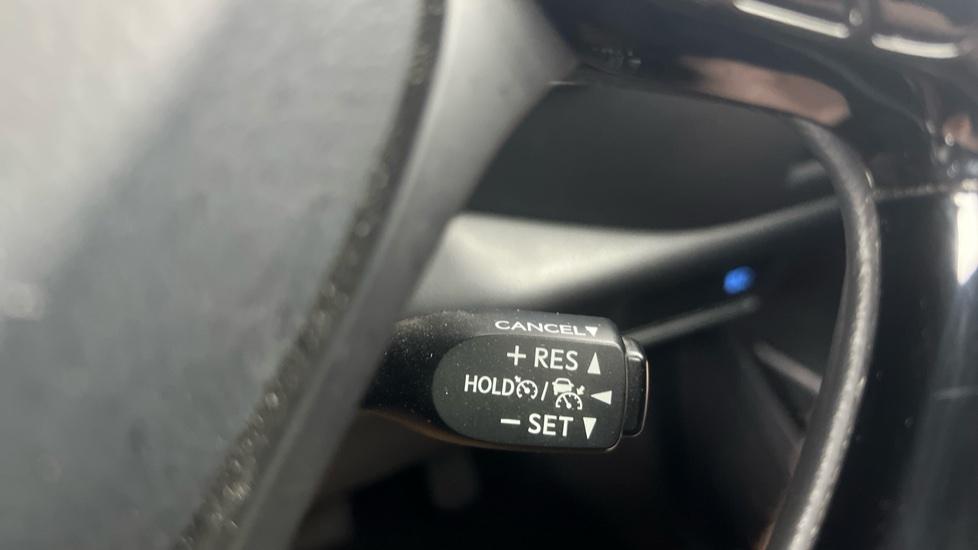 CANCEL▼
+ RES ▲
HOLD / ◄
− SET ▼